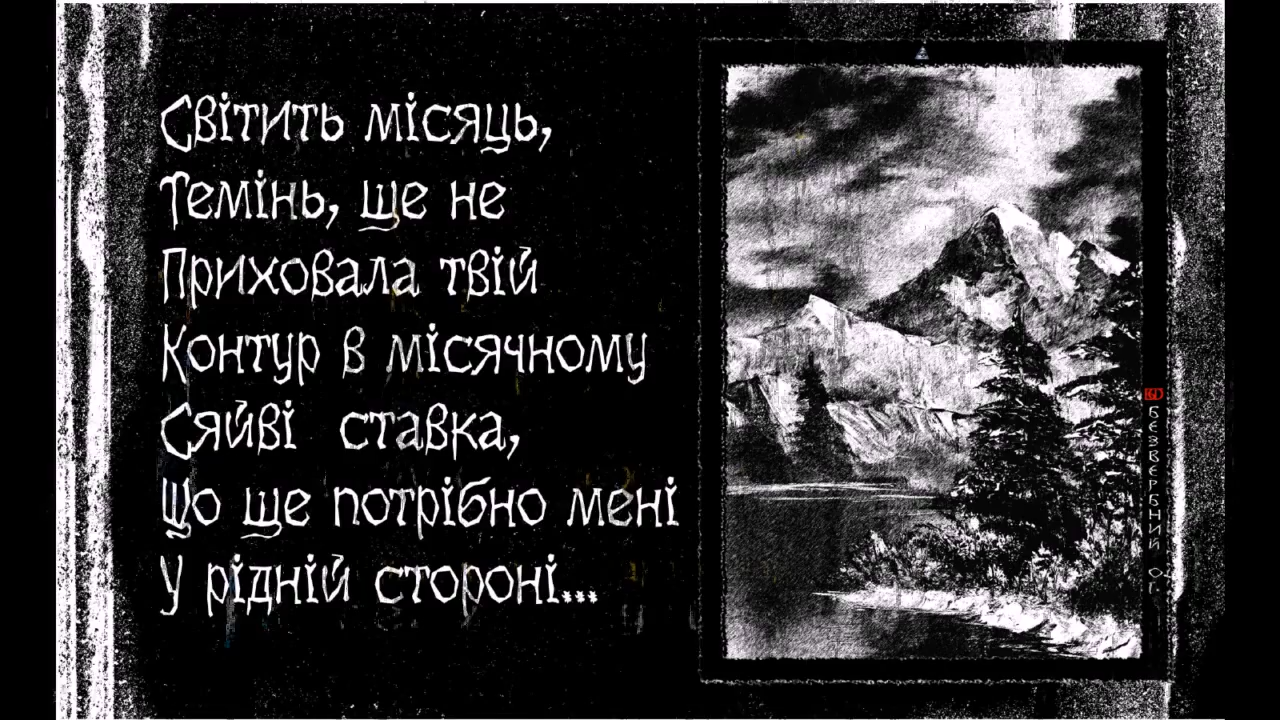 Світить місяць,
Темінь, ще не
Приховала твій
Контур в місячному
Сяйві ставка,
Що ще потрібно мені
У рідній стороні...
БЕЗВЕРБНИЙ О.Г.